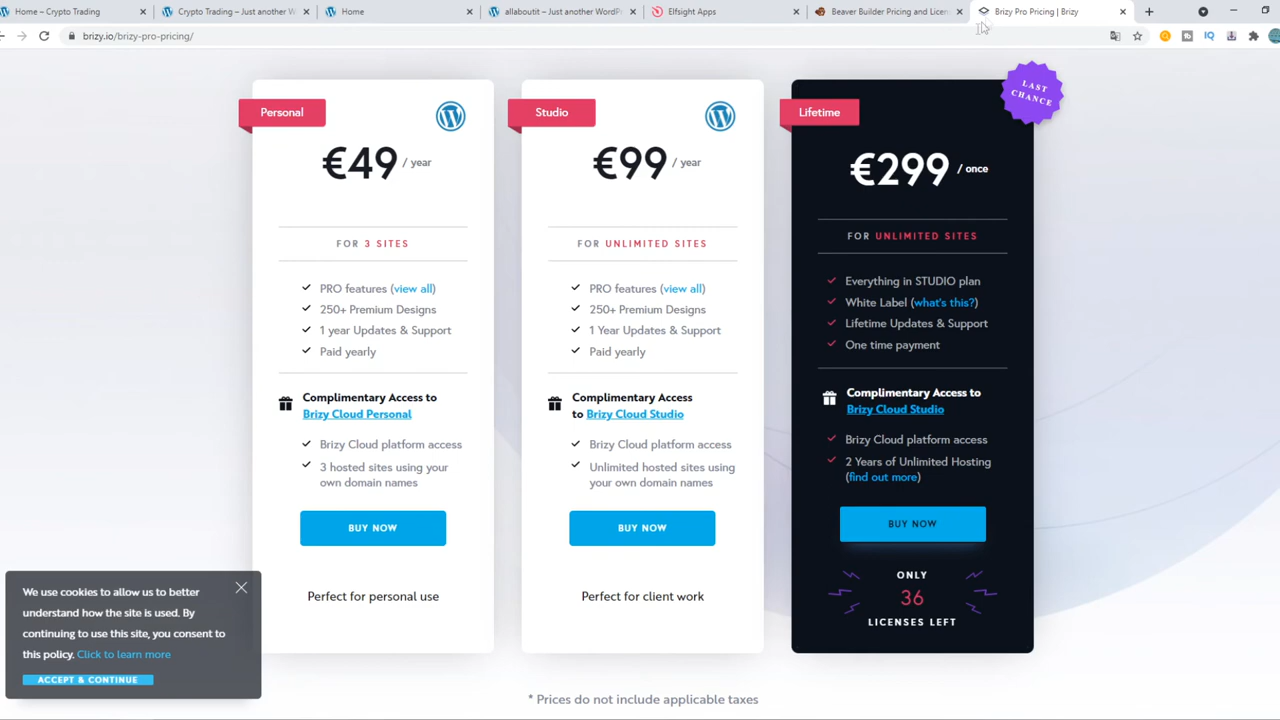 Home – Crypto Trading
Crypto Trading – Just another W
Home
allaboutit – Just another WordP
Elfsight Apps
Beaver Builder Pricing and Licen
Brizy Pro Pricing | Brizy
brizy.io/brizy-pro-pricing/
Personal
€49 / year
FOR 3 SITES
PRO features (view all)
250+ Premium Designs
1 year Updates & Support
Paid yearly
Complimentary Access to
Brizy Cloud Personal
Brizy Cloud platform access
3 hosted sites using your
own domain names
BUY NOW
Perfect for personal use
Studio
€99 / year
FOR UNLIMITED SITES
PRO features (view all)
250+ Premium Designs
1 Year Updates & Support
Paid yearly
Complimentary Access
to Brizy Cloud Studio
Brizy Cloud platform access
Unlimited hosted sites using
your own domain names
BUY NOW
Perfect for client work
Lifetime
LAST
CHANCE
€299 / once
FOR UNLIMITED SITES
Everything in STUDIO plan
White Label (what's this?)
Lifetime Updates & Support
One time payment
Complimentary Access to
Brizy Cloud Studio
Brizy Cloud platform access
2 Years of Unlimited Hosting
(find out more)
BUY NOW
ONLY
36
LICENSES LEFT
We use cookies to allow us to better
understand how the site is used. By
continuing to use this site, you consent to
this policy. Click to learn more
ACCEPT & CONTINUE
* Prices do not include applicable taxes